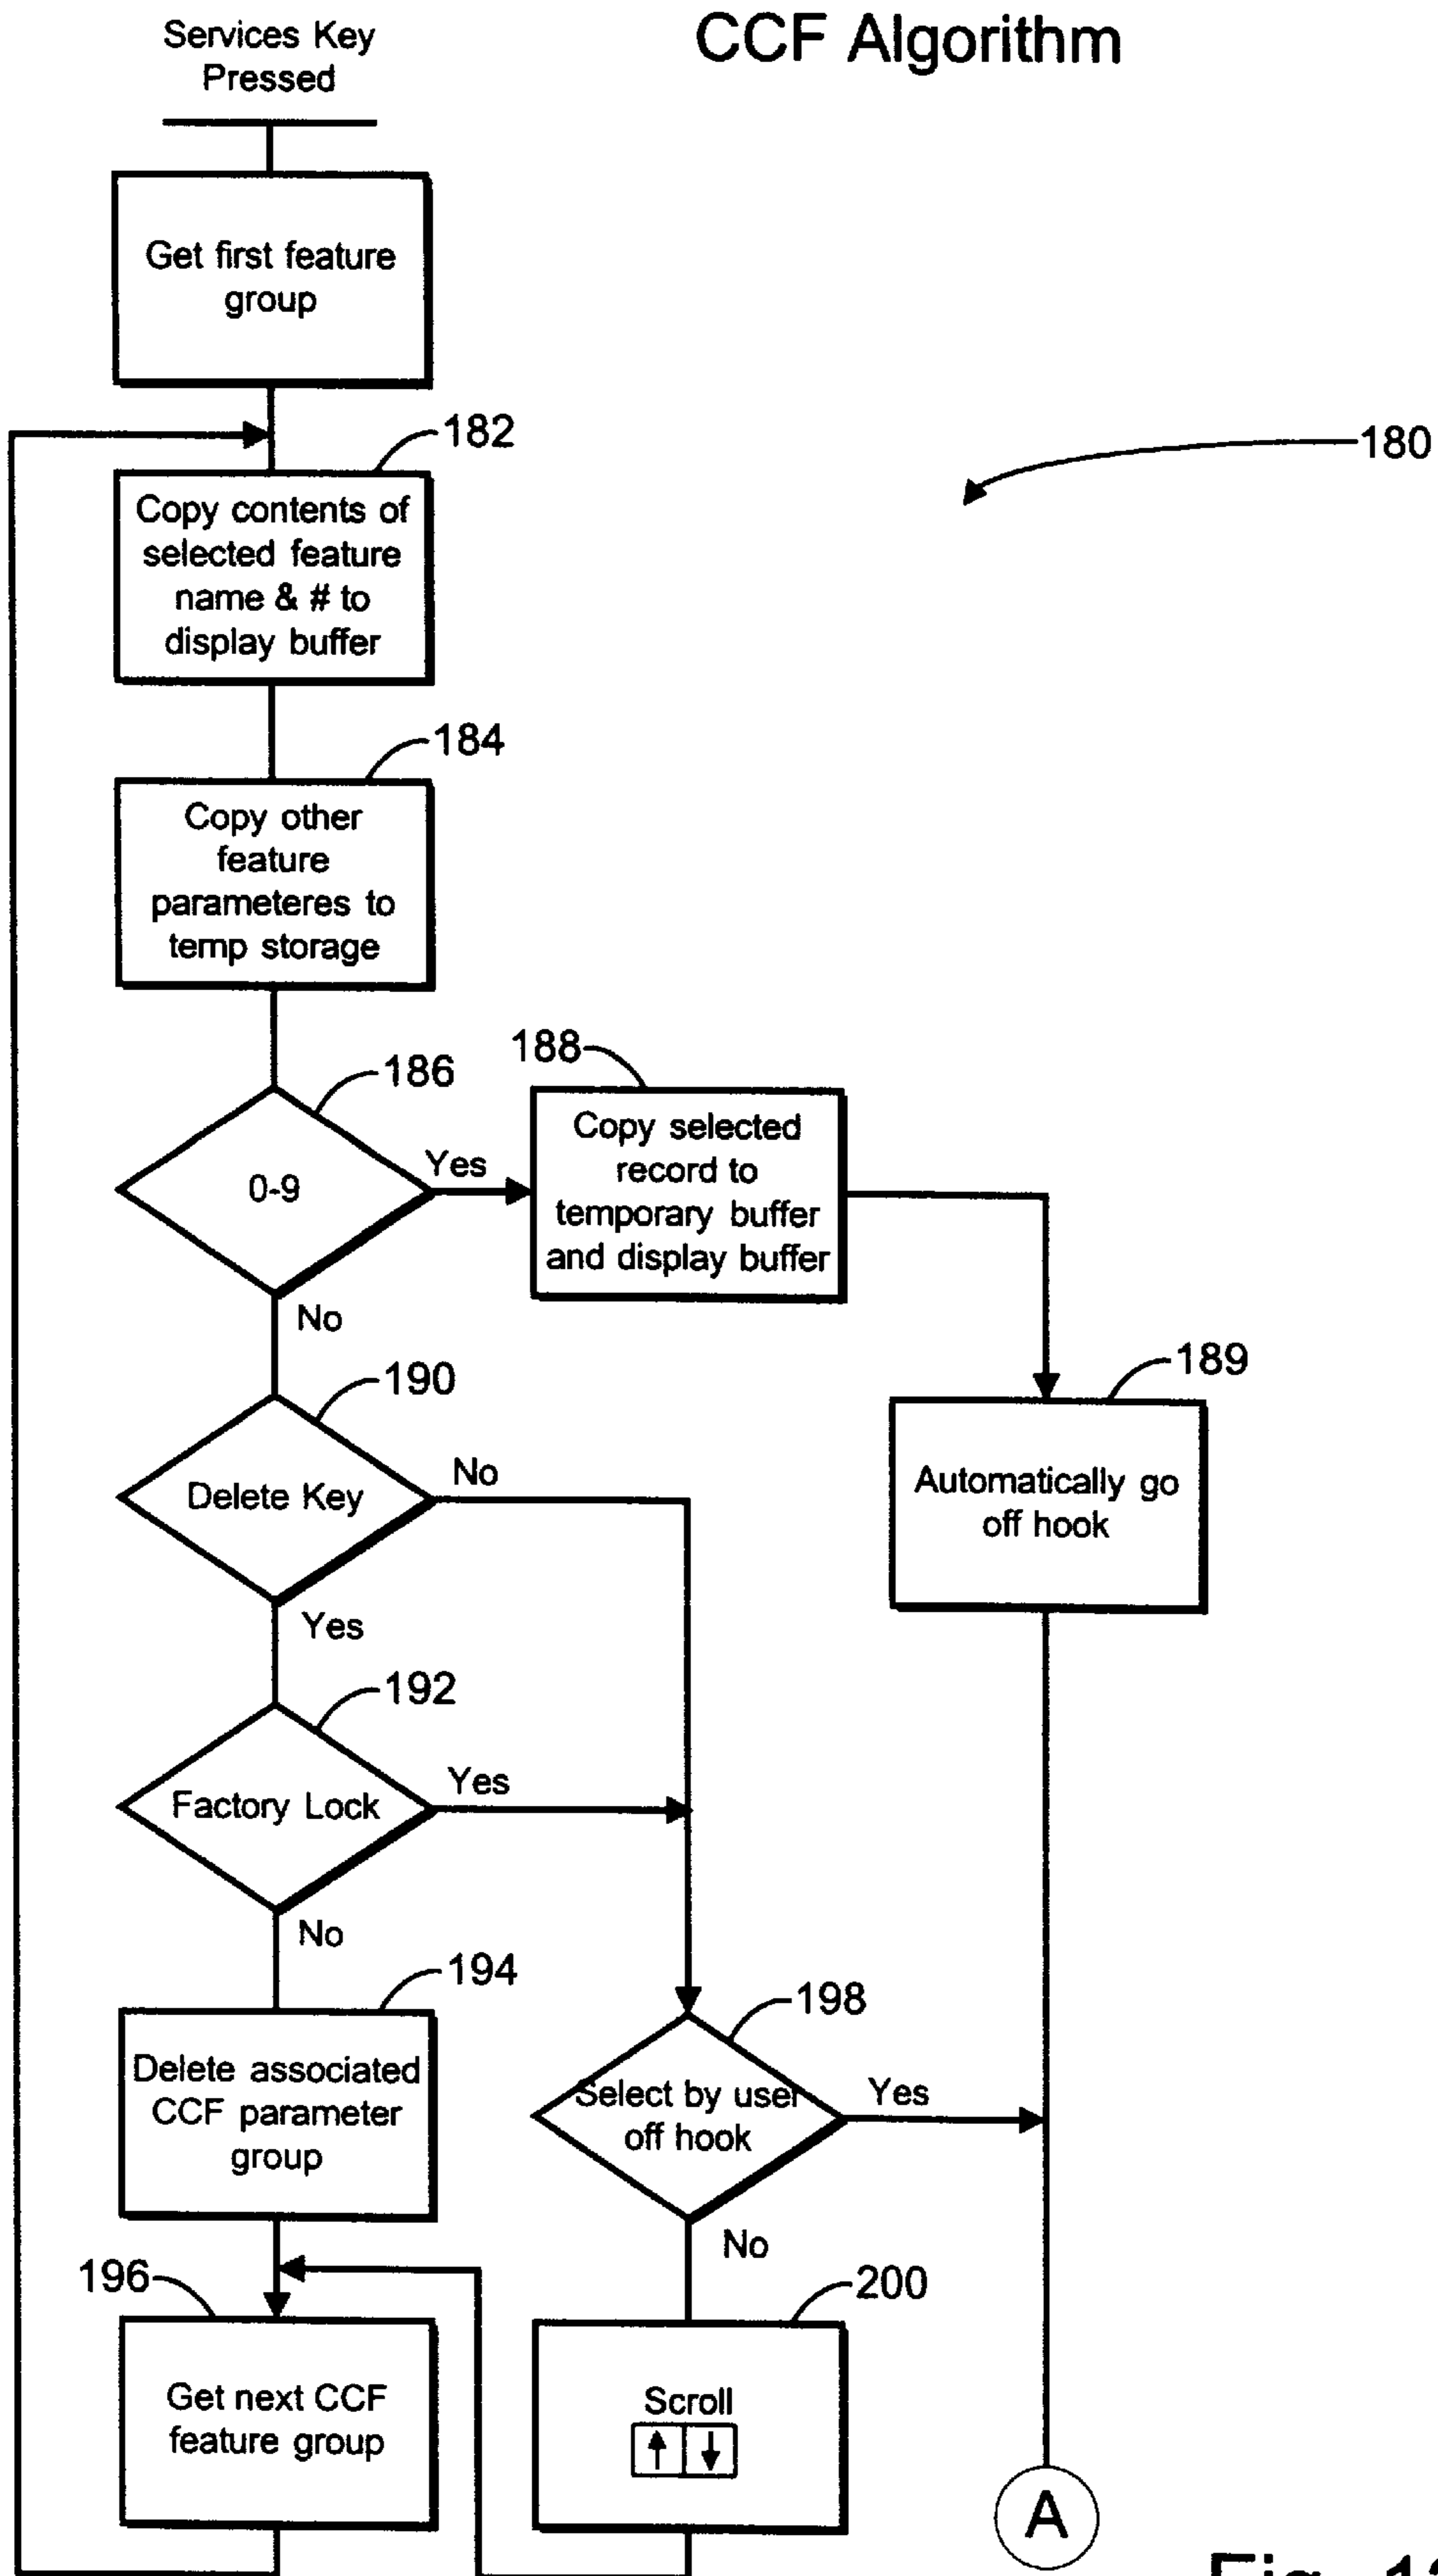 CCF Algorithm
Services Key
Pressed
Get first feature
group
182
180
Copy contents of
selected feature
name & # to
display buffer
184
Copy other
feature
parameteres to
temp storage
186
0-9
Yes
No
188
Copy selected
record to
temporary buffer
and display buffer
189
Automatically go
off hook
190
Delete Key
No
Yes
192
Factory Lock
Yes
No
194
Delete associated
CCF parameter
group
198
Select by user
off hook
Yes
No
196
Get next CCF
feature group
200
Scroll
A